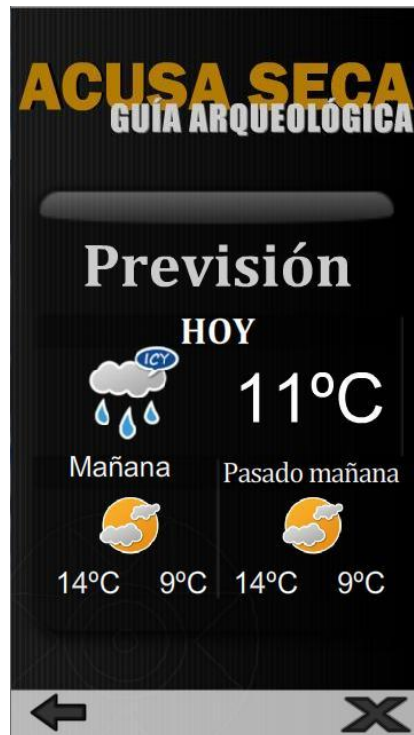 ACUSA SECA
GUÍA ARQUEOLÓGICA
Previsión
HOY
ICY
11ºC
Mañana
Pasado mañana
14ºC 9ºC 14ºC 9ºC